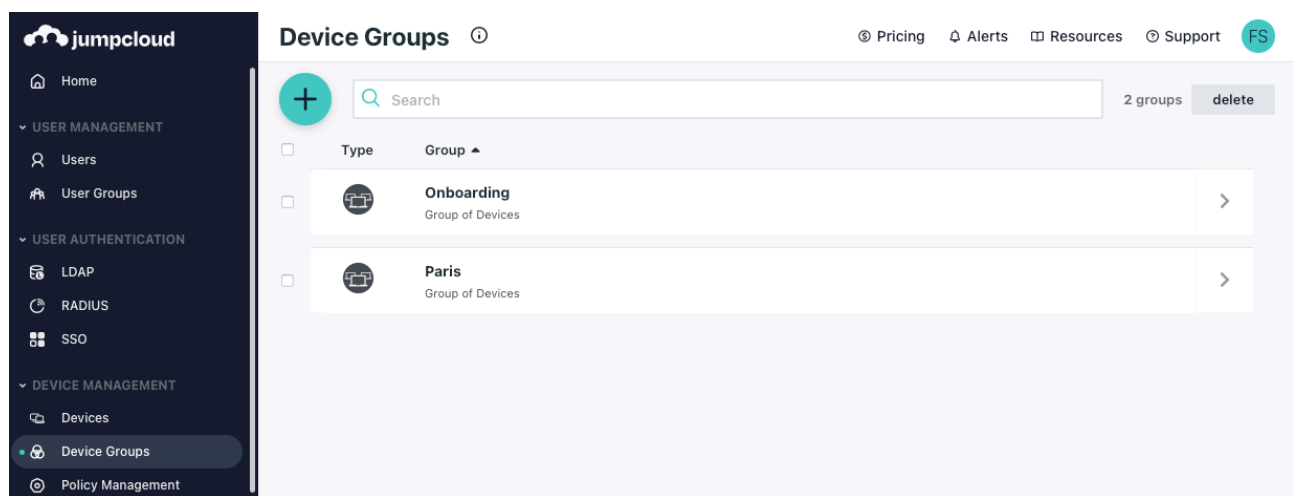 jumpcloud
Device Groups
Pricing
Alerts
Resources
Support
FS
Home
USER MANAGEMENT
Users
User Groups
USER AUTHENTICATION
LDAP
RADIUS
SSO
DEVICE MANAGEMENT
Devices
Device Groups
Policy Management
Search
2 groups
delete
Type
Group
Onboarding
Group of Devices
Paris
Group of Devices